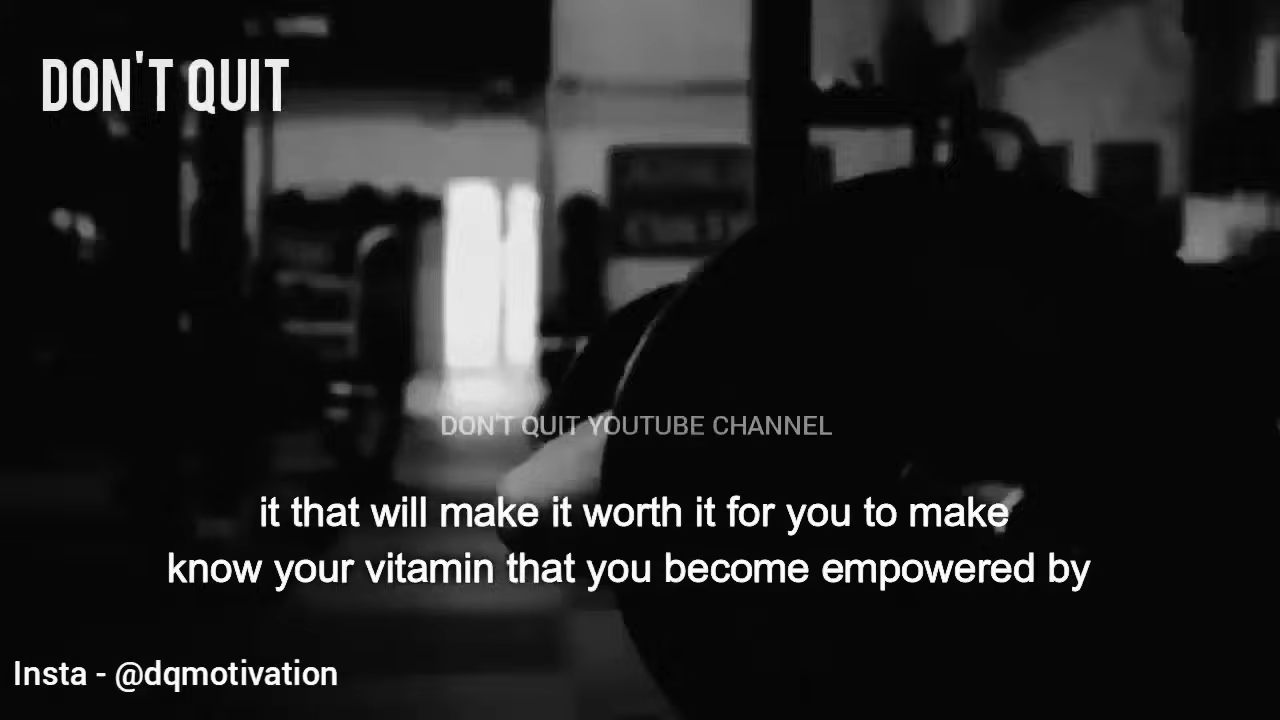 DON'T QUIT
DON'T QUIT YOUTUBE CHANNEL
it that will make it worth it for you to make
know your vitamin that you become empowered by
Insta - @dqmotivation